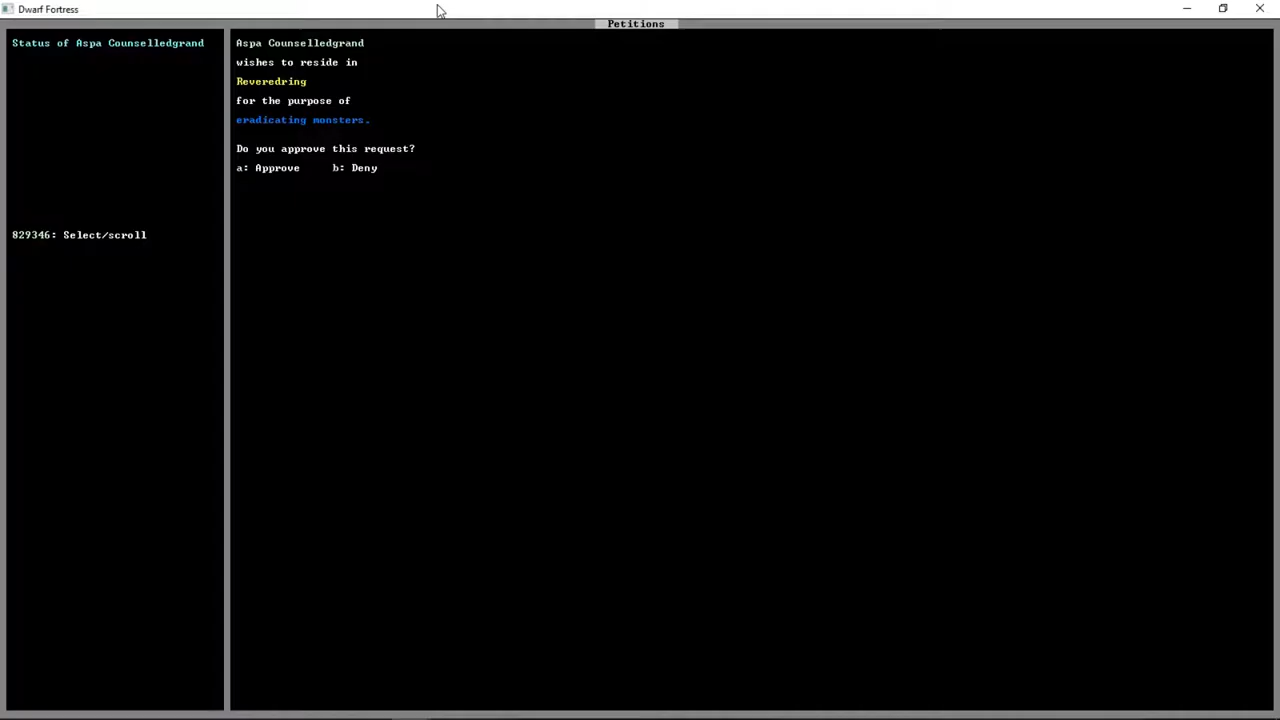 Dwarf Fortress
Petitions
Status of Aspa Counselledgrand
829346: Select/scroll
Aspa Counselledgrand
wishes to reside in
Reveredring
for the purpose of
eradicating monsters.
Do you approve this request?
a: Approve b: Deny